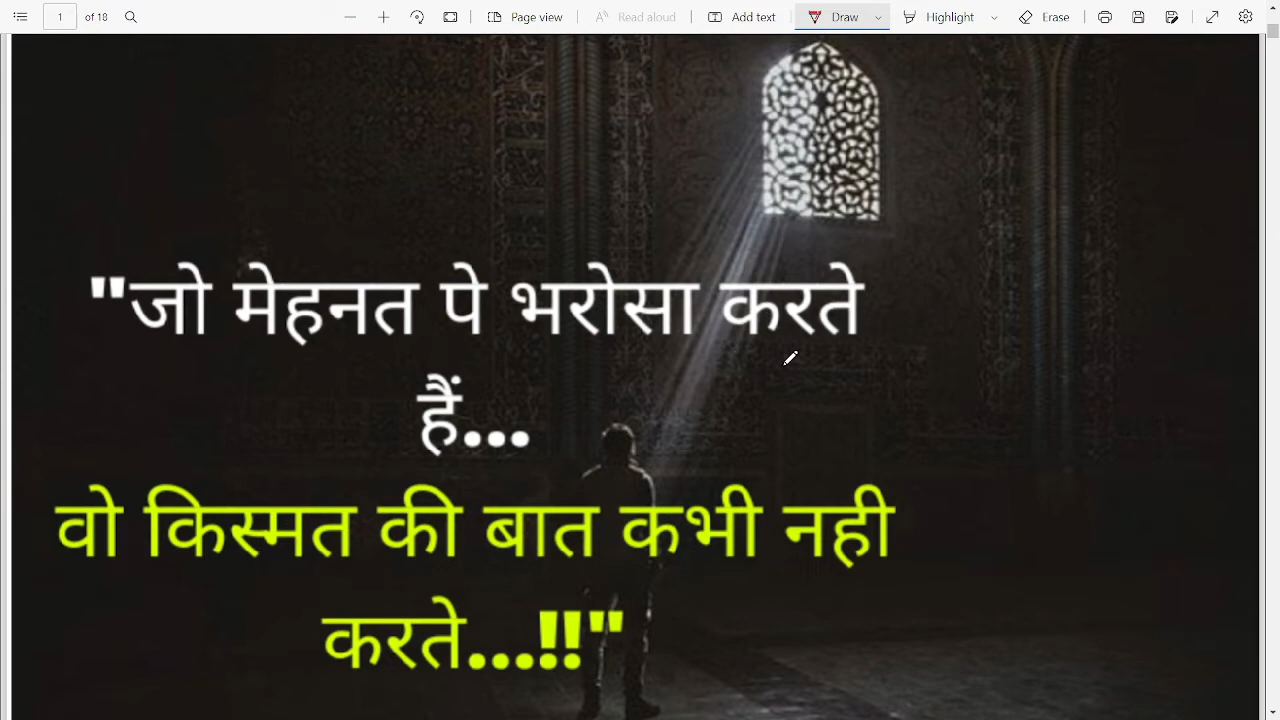 1 of 18 Page view Read aloud Add text Draw Highlight Erase
"जो मेहनत पे भरोसा करते
हैं...
वो किस्मत की बात कभी नही
करते...!!"